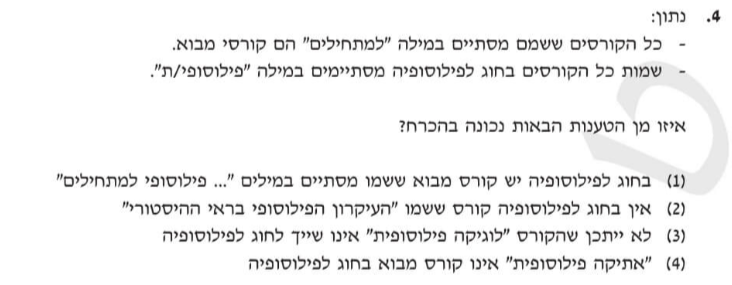 4. נתון:
- כל הקורסים ששמם מסתיים במילה "למתחילים" הם קורסי מבוא.
- שמות כל הקורסים בחוג לפילוסופיה מסתיימים במילה "פילוסופי/ת".
איזו מן הטענות הבאות נכונה בהכרח?
(1) בחוג לפילוסופיה יש קורס מבוא ששמו מסתיים במילים "... פילוסופי למתחילים"
(2) אין בחוג לפילוסופיה קורס ששמו "העיקרון הפילוסופי בראי ההיסטורי"
(3) לא ייתכן שהקורס "לוגיקה פילוסופית" אינו שייך לחוג לפילוסופיה
(4) "אתיקה פילוסופית" אינו קורס מבוא בחוג לפילוסופיה